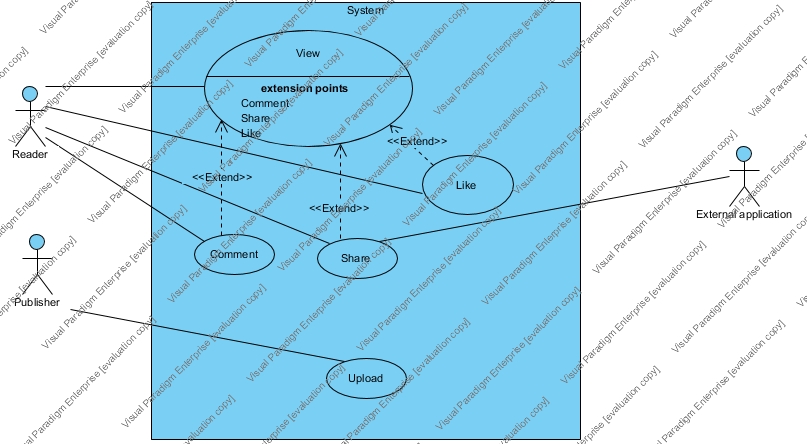 System
View
extension points
Comment
Share
Like
Reader
<<Extend>>
<<Extend>>
<<Extend>>
Like
External application
Comment
Share
Publisher
Upload
Visual Paradigm Enterprise [evaluation copy]